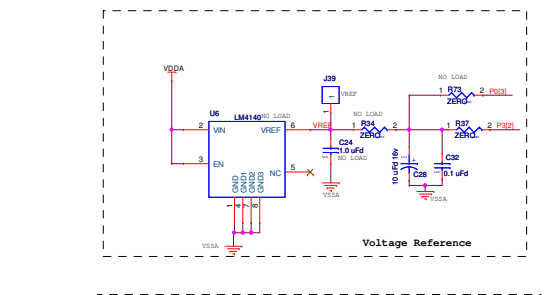 NO LOAD
VDDA
J39
R73
1
2
P0[3]
ZERO
1
VREF
U6
LM4140
NO LOAD
NO LOAD
2
VIN
VREF
6
VREF
1
R34
2
1
R37
2
P3[2]
ZERO
ZERO
C24
1.0 uFd
NO LOAD
3
EN
NC
5
10 uFd 16v
+
C28
C32
0.1 uFd
GND
GND1
GND2
GND3
1
4
7
8
VSSA
VSSA
VSSA
Voltage Reference